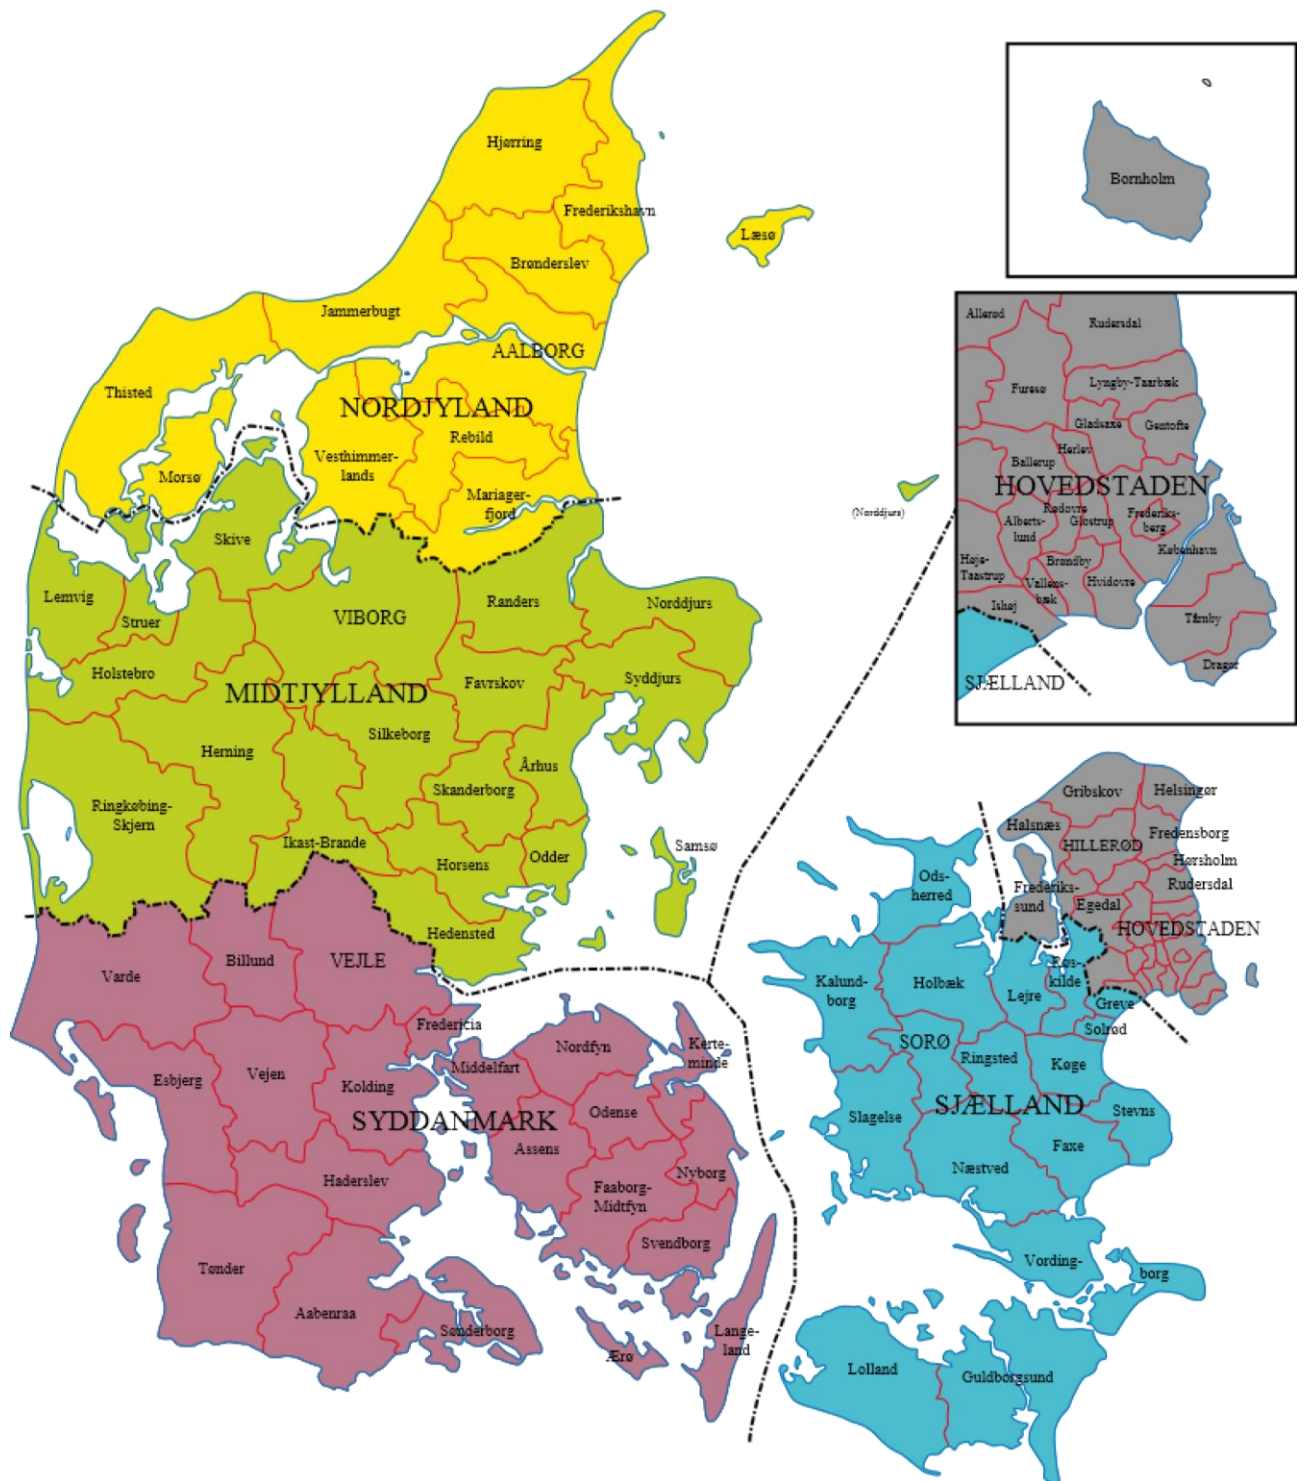 Hjørring
Frederikshavn
Læsø
Brønderslev
Jammerbugt
AALBORG
Thisted
NORDJYLAND
Rebild
Vesthimmer-
lands
Morsø
Mariager-
fjord
(Norddjurs)
Skive
Lemvig
Struer
VIBORG
Randers
Norddjurs
Holstebro
MIDTJYLLAND
Favrskov
Syddjurs
Silkeborg
Herning
Århus
Skanderborg
Ringkøbing-
Skjern
Ikast-Brande
Horsens
Odder
Samsø
Hedensted
Varde
Billund
VEJLE
Fredericia
Nordfyn
Kerte-
minde
Middelfart
Esbjerg
Vejen
Kolding
Odense
SYDDANMARK
Assens
Haderslev
Faaborg-
Midtfyn
Nyborg
Svendborg
Tønder
Aabenraa
Sønderborg
Ærø
Lange-
land
Bornholm
Allerød
Rudersdal
Furesø
Lyngby-Taarbæk
Gladsaxe
Gentofte
Herlev
Ballerup
HOVEDSTADEN
Rødovre
Alberts-
lund
Glostrup
Frederiks-
berg
København
Høje-
Taastrup
Brøndby
Vallens-
bæk
Hvidovre
Ishøj
Tårnby
Dragør
SJÆLLAND
Gribskov
Helsingør
Halsnæs
Fredensborg
HILLERØD
Hørsholm
Rudersdal
Ods-
herred
Frederiks-
sund
Egedal
HOVEDSTADEN
Kalund-
borg
Holbæk
Lejre
Røs-
kilde
Greve
Solrød
SORØ
Ringsted
Køge
Slagelse
SJÆLLAND
Stevns
Faxe
Næstved
Vording-
borg
Lolland
Guldborgsund